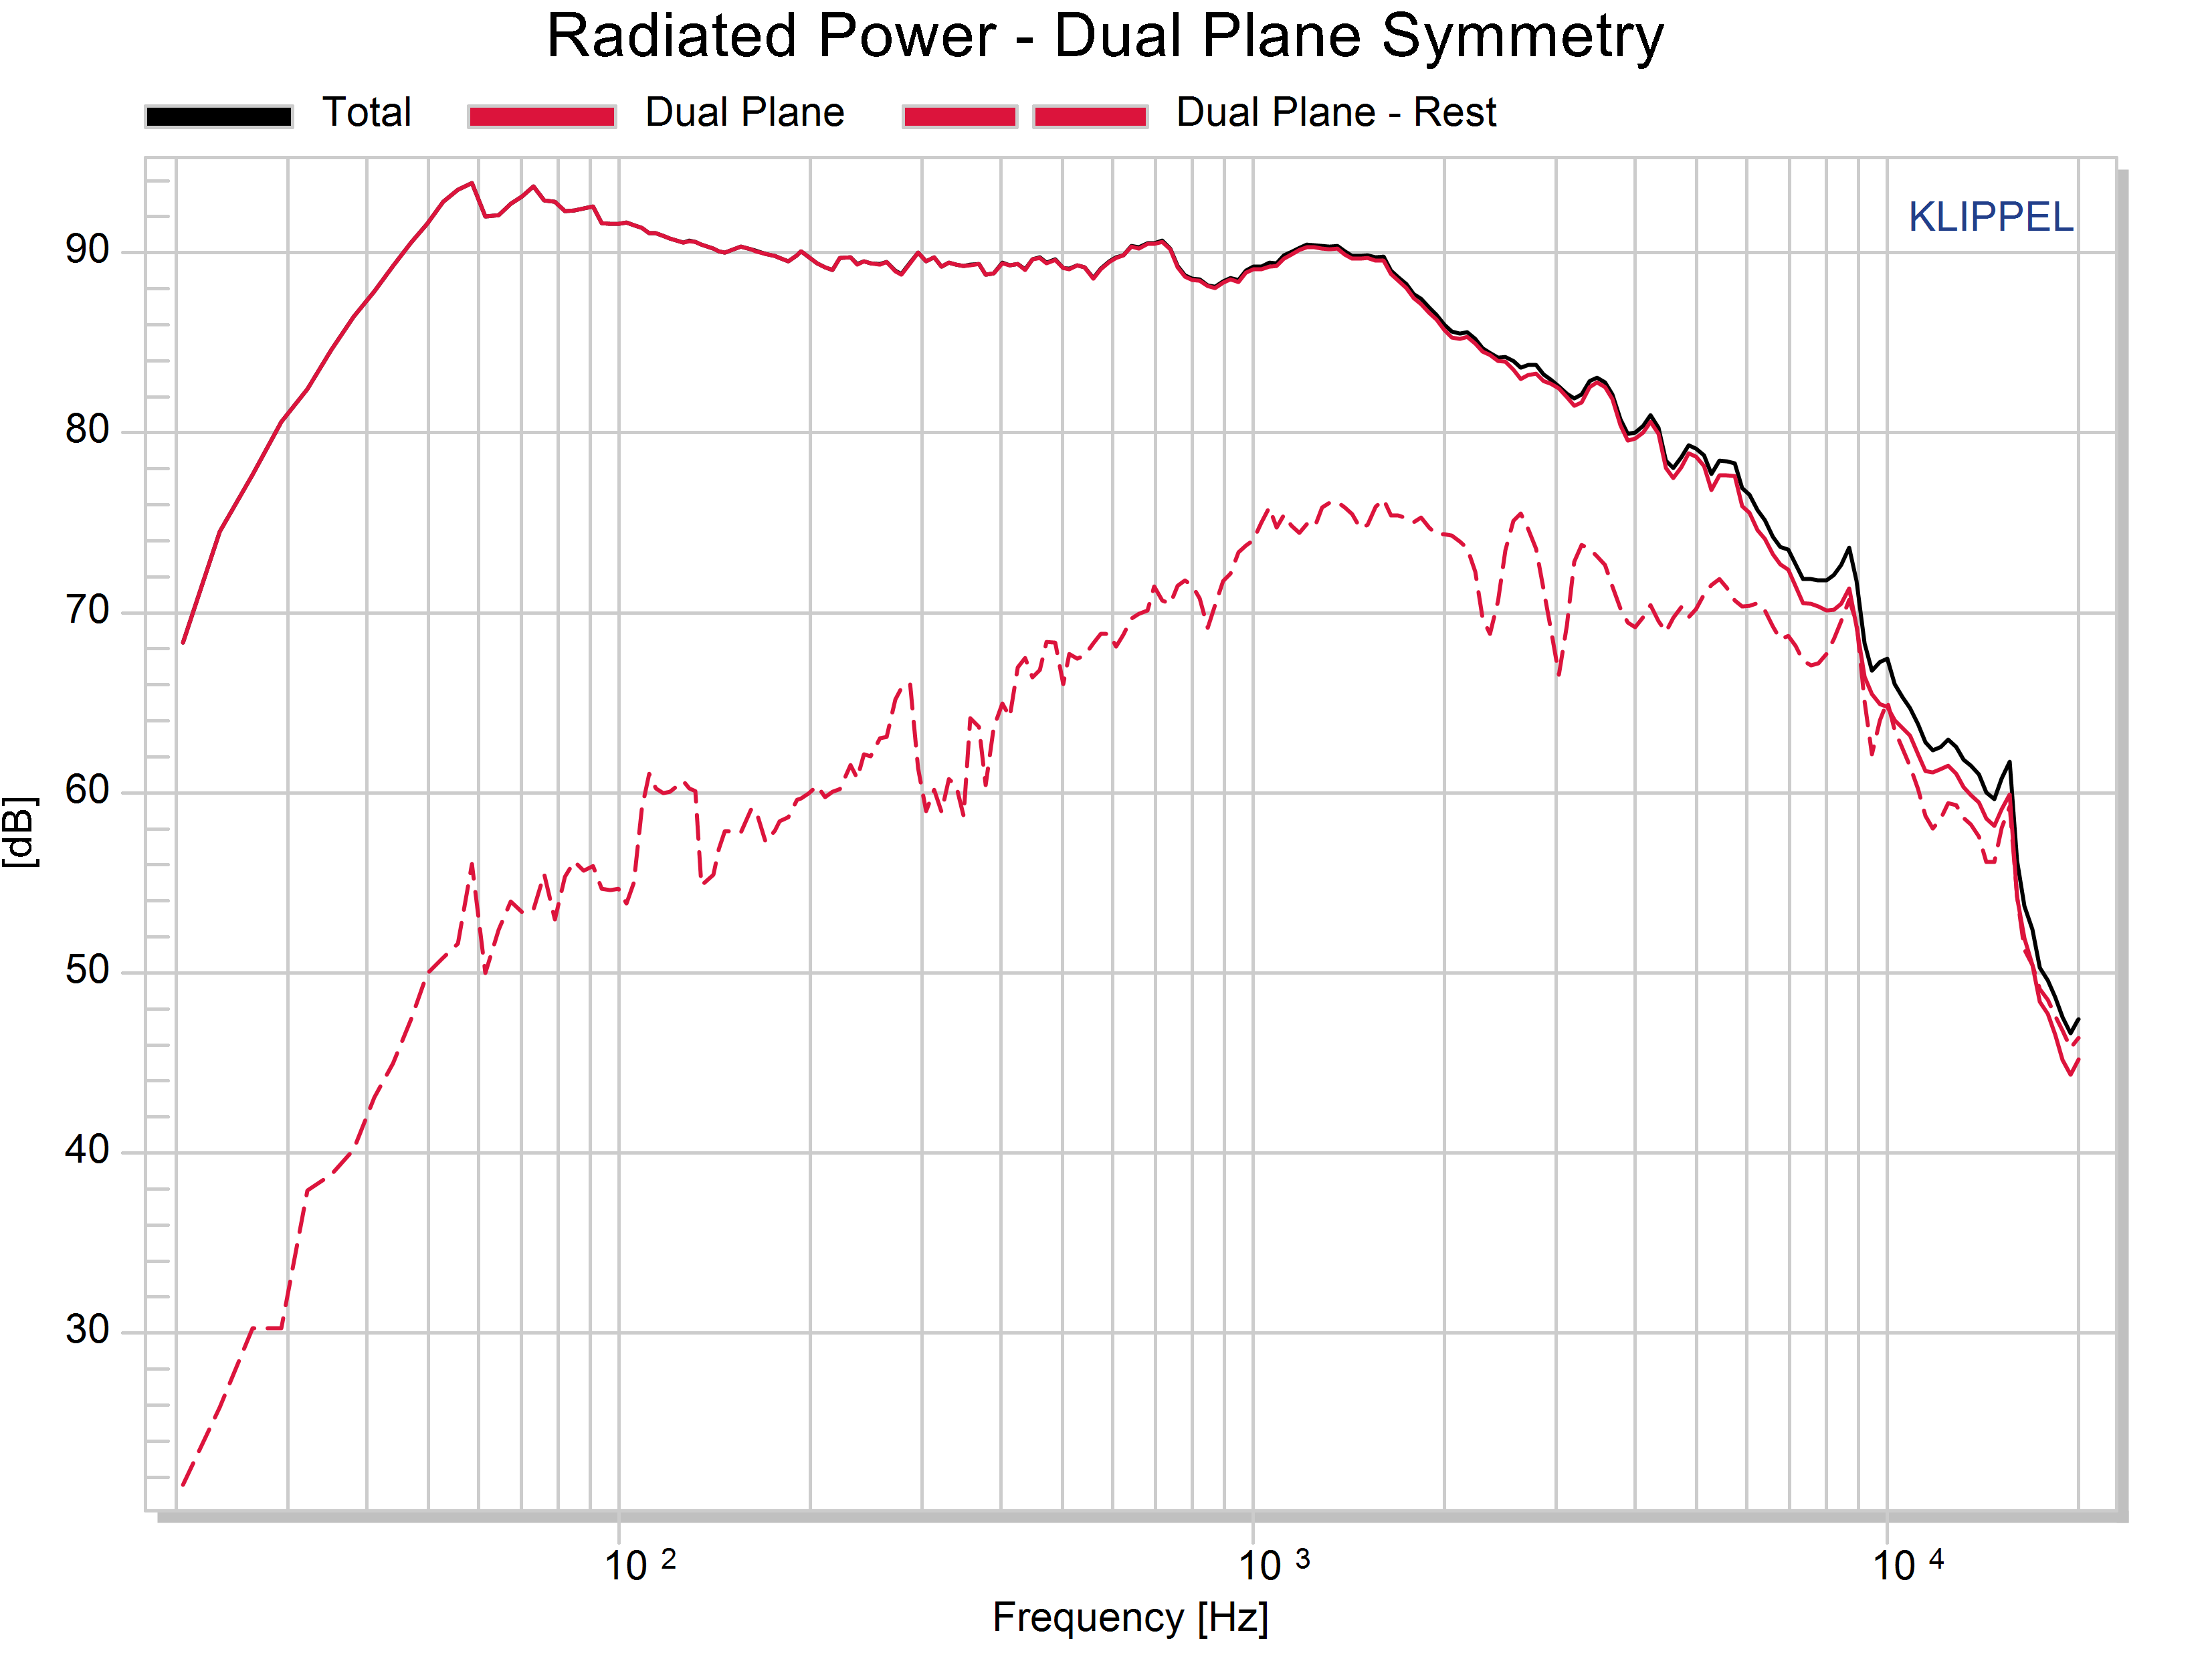 Radiated Power - Dual Plane Symmetry
Total Dual Plane Dual Plane - Rest
KLIPPEL
90
80
70
60
50
40
30
[dB]
10 2 10 3 10 4
Frequency [Hz]